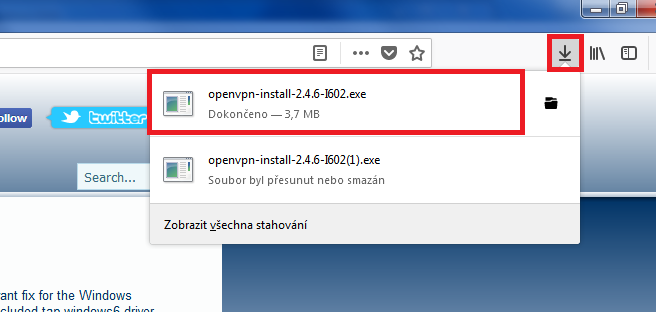 openvpn-install-2.4.6-I602.exe
Dokončeno — 3,7 MB
ollow
twitter
openvpn-install-2.4.6-I602(1).exe
Soubor byl přesunut nebo smazán
Search...
Zobrazit všechna stahování
ant fix for the Windows
cluded tap-windows6 driver